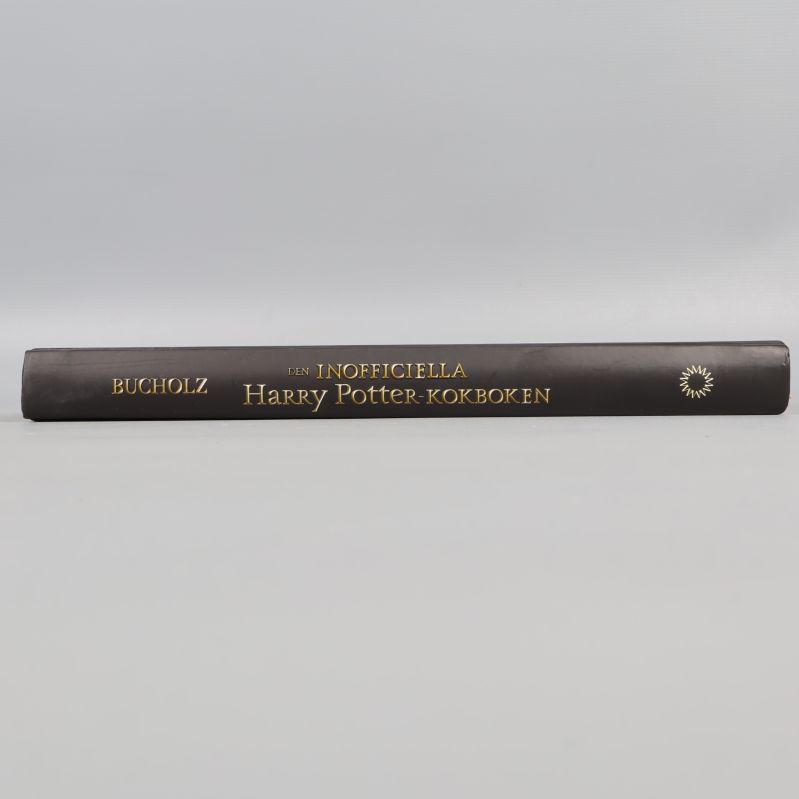 BUCHOLZ
DEN INOFFICIELLA
Harry Potter-KOKBOKEN